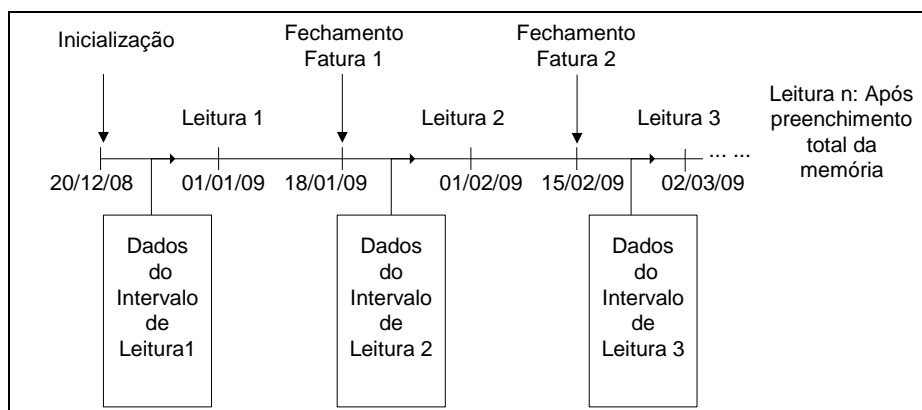 Inicialização
Fechamento
Fatura 1
Fechamento
Fatura 2
Leitura 1
Leitura 2
Leitura 3
Leitura n: Após
preenchimento
total da
memória
... ...
20/12/08
01/01/09
18/01/09
01/02/09
15/02/09
02/03/09
Dados
do
Intervalo
de
Leitura1
Dados
do
Intervalo
de
Leitura 2
Dados
do
Intervalo
de
Leitura 3